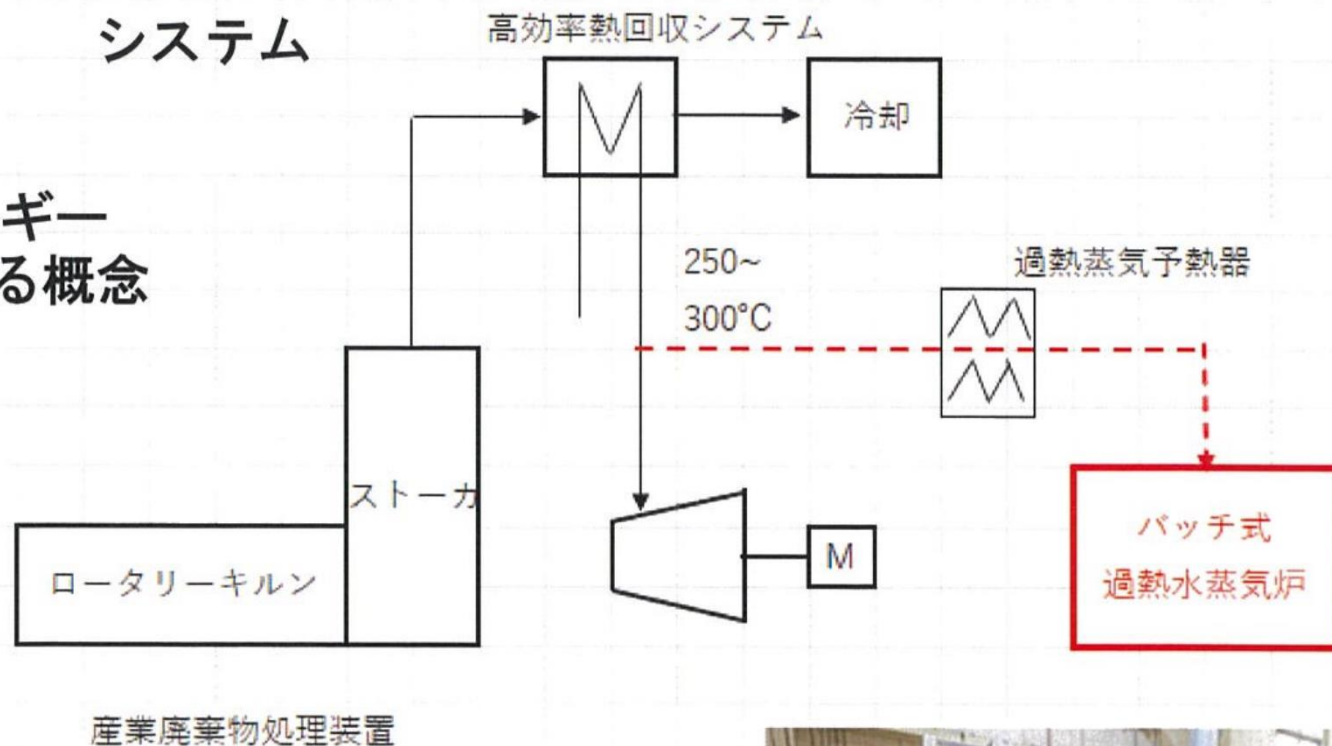 システム
高効率熱回収システム
冷却
ギー
る概念
250~
300°C
過熱蒸気予熱器
ストーカ
ロータリーキルン
M
バッチ式
過熱水蒸気炉
産業廃棄物処理装置